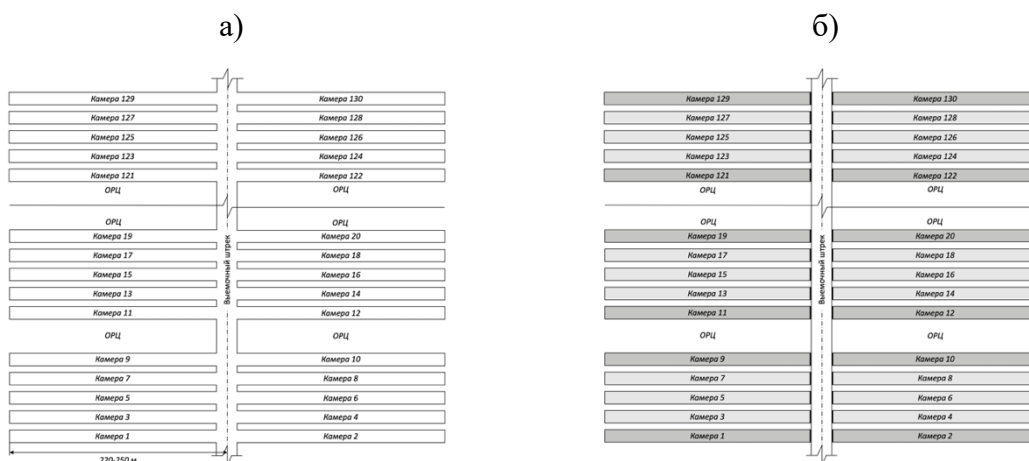 а)
б)
Камера 129
Камера 130
Камера 127
Камера 128
Камера 125
Камера 126
Камера 123
Камера 124
Камера 121
Камера 122
ОРЦ
ОРЦ
ОРЦ
ОРЦ
Камера 19
Камера 20
Камера 17
Камера 18
Камера 15
Камера 16
Камера 13
Камера 14
Камера 11
Камера 12
ОРЦ
ОРЦ
Камера 9
Камера 10
Камера 7
Камера 8
Камера 5
Камера 6
Камера 3
Камера 4
Камера 1
Камера 2
Выемочный штрек
220-250 м
Камера 129
Камера 130
Камера 127
Камера 128
Камера 125
Камера 126
Камера 123
Камера 124
Камера 121
Камера 122
ОРЦ
ОРЦ
ОРЦ
ОРЦ
Камера 19
Камера 20
Камера 17
Камера 18
Камера 15
Камера 16
Камера 13
Камера 14
Камера 11
Камера 12
ОРЦ
ОРЦ
Камера 9
Камера 10
Камера 7
Камера 8
Камера 5
Камера 6
Камера 3
Камера 4
Камера 1
Камера 2
Выемочный штрек